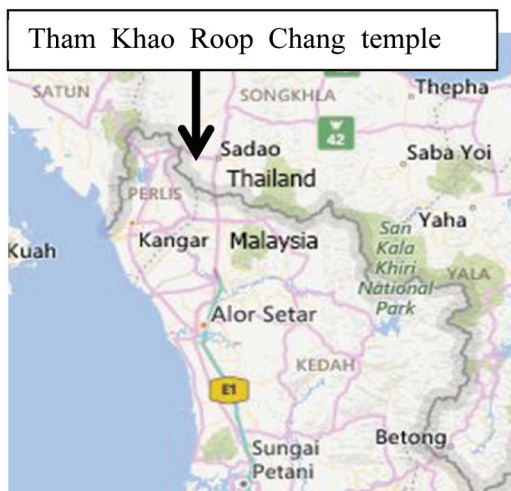 Tham Khao Roop Chang temple
SATUN
SONGKHLA
Thepha
42
Sadao
Saba Yoi
Thailand
PERLIS
Yaha
Kangar
Malaysia
San
Kala
Khiri
National
Park
Kuah
YALA
Alor Setar
KEDAH
E1
Betong
Sungai
Petani